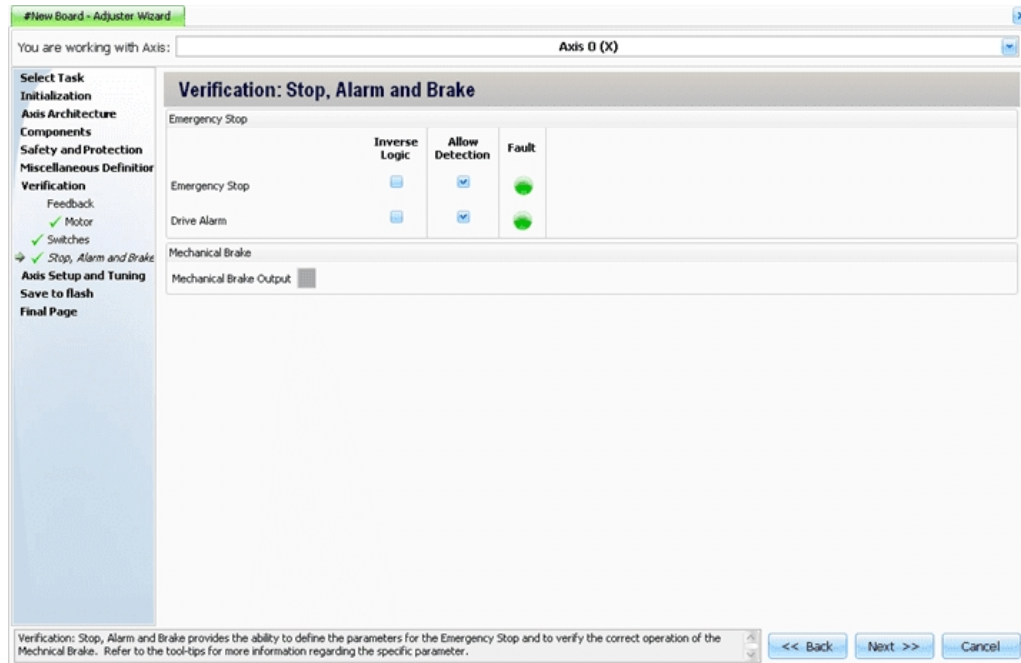 #New Board - Adjuster Wizard
You are working with Axis:
Axis 0 (X)
Select Task
Initialization
Axis Architecture
Components
Safety and Protection
Miscellaneous Definitior
Verification
Feedback
Motor
Switches
Stop, Alarm and Brake
Axis Setup and Tuning
Save to flash
Final Page
Verification: Stop, Alarm and Brake
Emergency Stop
Inverse Logic
Allow Detection
Fault
Emergency Stop
Drive Alarm
Mechanical Brake
Mechanical Brake Output
Verification: Stop, Alarm and Brake provides the ability to define the parameters for the Emergency Stop and to verify the correct operation of the
Mechnical Brake. Refer to the tool-tips for more information regarding the specific parameter.
<< Back
Next >>
Cancel